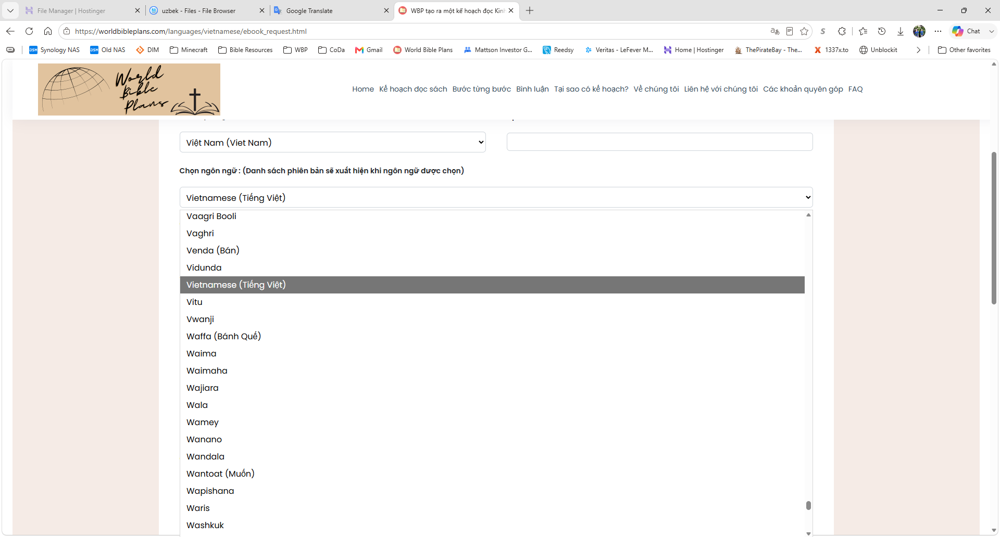 File Manager | Hostinger
uzbek - Files - File Browser
Google Translate
WBP tạo ra một kế hoạch đọc Kinh
https://worldbibleplans.com/languages/vietnamese/ebook_request.html
Chat
Synology NAS
Old NAS
DIM
Minecraft
Bible Resources
WBP
CoDa
Gmail
World Bible Plans
Mattson Investor G...
Reedsy
Veritas - LeFever M...
Home | Hostinger
ThePirateBay - The...
1337x.to
Unblockit
Other favorites
World
Bible
Plans
Home
Kế hoạch đọc sách
Bước từng bước
Bình luận
Tại sao có kế hoạch?
Về chúng tôi
Liên hệ với chúng tôi
Các khoản quyên góp
FAQ
Việt Nam (Viet Nam)
Chọn ngôn ngữ : (Danh sách phiên bản sẽ xuất hiện khi ngôn ngữ được chọn)
Vietnamese (Tiếng Việt)
Vaagri Booli
Vaghri
Venda (Bán)
Vidunda
Vietnamese (Tiếng Việt)
Vitu
Vwanji
Waffa (Bánh Quế)
Waima
Waimaha
Wajiara
Wala
Wamey
Wanano
Wandala
Wantoat (Muốn)
Wapishana
Waris
Washkuk